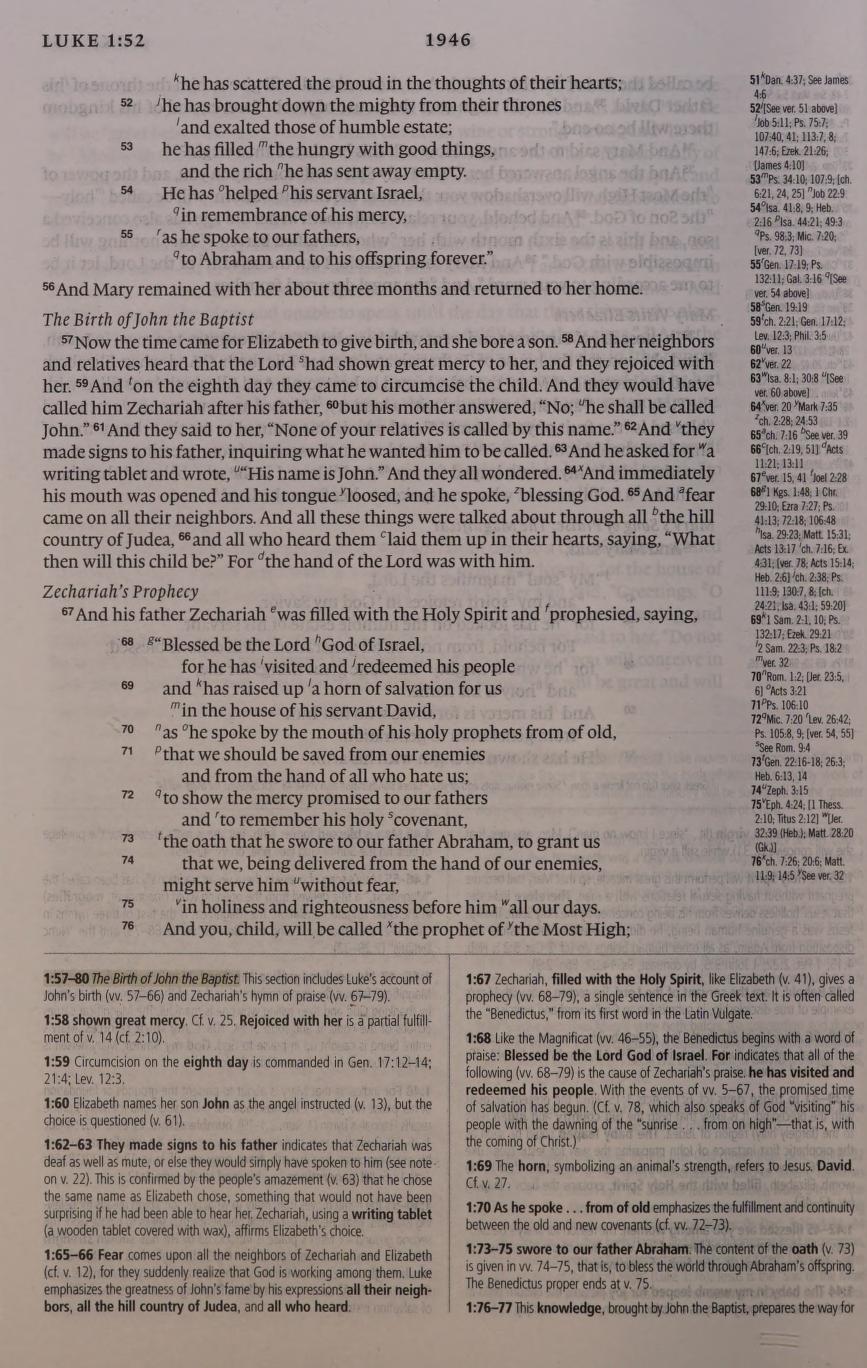 LUKE 1:52
1946
k he has scattered the proud in the thoughts of their hearts;
52 j he has brought down the mighty from their thrones
l and exalted those of humble estate;
53 he has filled m the hungry with good things,
and the rich n he has sent away empty.
54 He has o helped p his servant Israel,
q in remembrance of his mercy,
55 r as he spoke to our fathers,
q to Abraham and to his offspring forever.”
56 And Mary remained with her about three months and returned to her home.
The Birth of John the Baptist
57 Now the time came for Elizabeth to give birth, and she bore a son. 58 And her neighbors
and relatives heard that the Lord s had shown great mercy to her, and they rejoiced with
her. 59 And t on the eighth day they came to circumcise the child. And they would have
called him Zechariah after his father, 60 but his mother answered, “No; u he shall be called
John.” 61 And they said to her, “None of your relatives is called by this name.” 62 And v they
made signs to his father, inquiring what he wanted him to be called. 63 And he asked for w a
writing tablet and wrote, u “His name is John.” And they all wondered. 64 x And immediately
his mouth was opened and his tongue y loosed, and he spoke, z blessing God. 65 And a fear
came on all their neighbors. And all these things were talked about through all b the hill
country of Judea, 66 and all who heard them c laid them up in their hearts, saying, “What
then will this child be?” For d the hand of the Lord was with him.
Zechariah’s Prophecy
67 And his father Zechariah e was filled with the Holy Spirit and f prophesied, saying,
68 g “Blessed be the Lord h God of Israel,
for he has i visited and j redeemed his people
69 and k has raised up l a horn of salvation for us
m in the house of his servant David,
70 n as o he spoke by the mouth of his holy prophets from of old,
71 p that we should be saved from our enemies
and from the hand of all who hate us;
72 q to show the mercy promised to our fathers
and r to remember his holy s covenant,
73 t the oath that he swore to our father Abraham, to grant us
74 that we, being delivered from the hand of our enemies,
might serve him u without fear,
75 v in holiness and righteousness before him w all our days.
76 And you, child, will be called x the prophet of y the Most High;
51 k Dan. 4:37; See James
4:6
52 j [See ver. 51 above]
l Job 5:11; Ps. 75:7;
107:40, 41; 113:7, 8;
147:6; Ezek. 21:26;
[James 4:10]
53 m Ps. 34:10; 107:9; [ch.
6:21, 24, 25] n Job 22:9
54 o Isa. 41:8, 9; Heb.
2:16 p Isa. 44:21; 49:3
q Ps. 98:3; Mic. 7:20;
[ver. 72, 73]
55 r Gen. 17:19; Ps.
132:11; Gal. 3:16 q [See
ver. 54 above]
58 s Gen. 19:19
59 t ch. 2:21; Gen. 17:12;
Lev. 12:3; Phil. 3:5
60 u ver. 13
62 v ver. 22
63 w Isa. 8:1; 30:8 u [See
ver. 60 above]
64 x ver. 20 y Mark 7:35
z ch. 2:28; 24:53
65 a ch. 7:16 b See ver. 39
66 c [ch. 2:19, 51] d Acts
11:21; 13:11
67 e ver. 15, 41 f Joel 2:28
68 g 1 Kgs. 1:48; 1 Chr.
29:10; Ezra 7:27; Ps.
41:13; 72:18; 106:48
h Isa. 29:23; Matt. 15:31;
Acts 13:17 i ch. 7:16; Ex.
4:31; [ver. 78; Acts 15:14;
Heb. 2:6] j ch. 2:38; Ps.
111:9; 130:7, 8; [ch.
24:21; Isa. 43:1; 59:20]
69 k 1 Sam. 2:1, 10; Ps.
132:17; Ezek. 29:21
l 2 Sam. 22:3; Ps. 18:2
m ver. 32
70 n Rom. 1:2; [Jer. 23:5,
6] o Acts 3:21
71 p Ps. 106:10
72 q Mic. 7:20 r Lev. 26:42;
Ps. 105:8, 9; [ver. 54, 55]
s See Rom. 9:4
73 t Gen. 22:16-18; 26:3;
Heb. 6:13, 14
74 u Zeph. 3:15
75 v Eph. 4:24; [1 Thess.
2:10; Titus 2:12] w [Jer.
32:39 (Heb.); Matt. 28:20
(Gk.)]
76 x ch. 7:26; 20:6; Matt.
11:9; 14:5 y See ver. 32
1:57–80 The Birth of John the Baptist. This section includes Luke’s account of
John’s birth (vv. 57–66) and Zechariah’s hymn of praise (vv. 67–79).
1:58 shown great mercy. Cf. v. 25. Rejoiced with her is a partial fulfill-
ment of v. 14 (cf. 2:10).
1:59 Circumcision on the eighth day is commanded in Gen. 17:12–14;
21:4; Lev. 12:3.
1:60 Elizabeth names her son John as the angel instructed (v. 13), but the
choice is questioned (v. 61).
1:62–63 They made signs to his father indicates that Zechariah was
deaf as well as mute, or else they would simply have spoken to him (see note
on v. 22). This is confirmed by the people’s amazement (v. 63) that he chose
the same name as Elizabeth chose, something that would not have been
surprising if he had been able to hear her. Zechariah, using a writing tablet
(a wooden tablet covered with wax), affirms Elizabeth’s choice.
1:65–66 Fear comes upon all the neighbors of Zechariah and Elizabeth
(cf. v. 12), for they suddenly realize that God is working among them. Luke
emphasizes the greatness of John’s fame by his expressions all their neigh-
bors, all the hill country of Judea, and all who heard.
1:67 Zechariah, filled with the Holy Spirit, like Elizabeth (v. 41), gives a
prophecy (vv. 68–79), a single sentence in the Greek text. It is often called
the “Benedictus,” from its first word in the Latin Vulgate.
1:68 Like the Magnificat (vv. 46–55), the Benedictus begins with a word of
praise: Blessed be the Lord God of Israel. For indicates that all of the
following (vv. 68–79) is the cause of Zechariah’s praise: he has visited and
redeemed his people. With the events of vv. 5–67, the promised time
of salvation has begun. (Cf. v. 78, which also speaks of God “visiting” his
people with the dawning of the “sunrise . . . from on high”—that is, with
the coming of Christ.)
1:69 The horn, symbolizing an animal’s strength, refers to Jesus. David.
Cf. v. 27.
1:70 As he spoke . . . from of old emphasizes the fulfillment and continuity
between the old and new covenants (cf. vv. 72–73).
1:73–75 swore to our father Abraham. The content of the oath (v. 73)
is given in vv. 74–75, that is, to bless the world through Abraham’s offspring.
The Benedictus proper ends at v. 75.
1:76–77 This knowledge, brought by John the Baptist, prepares the way for